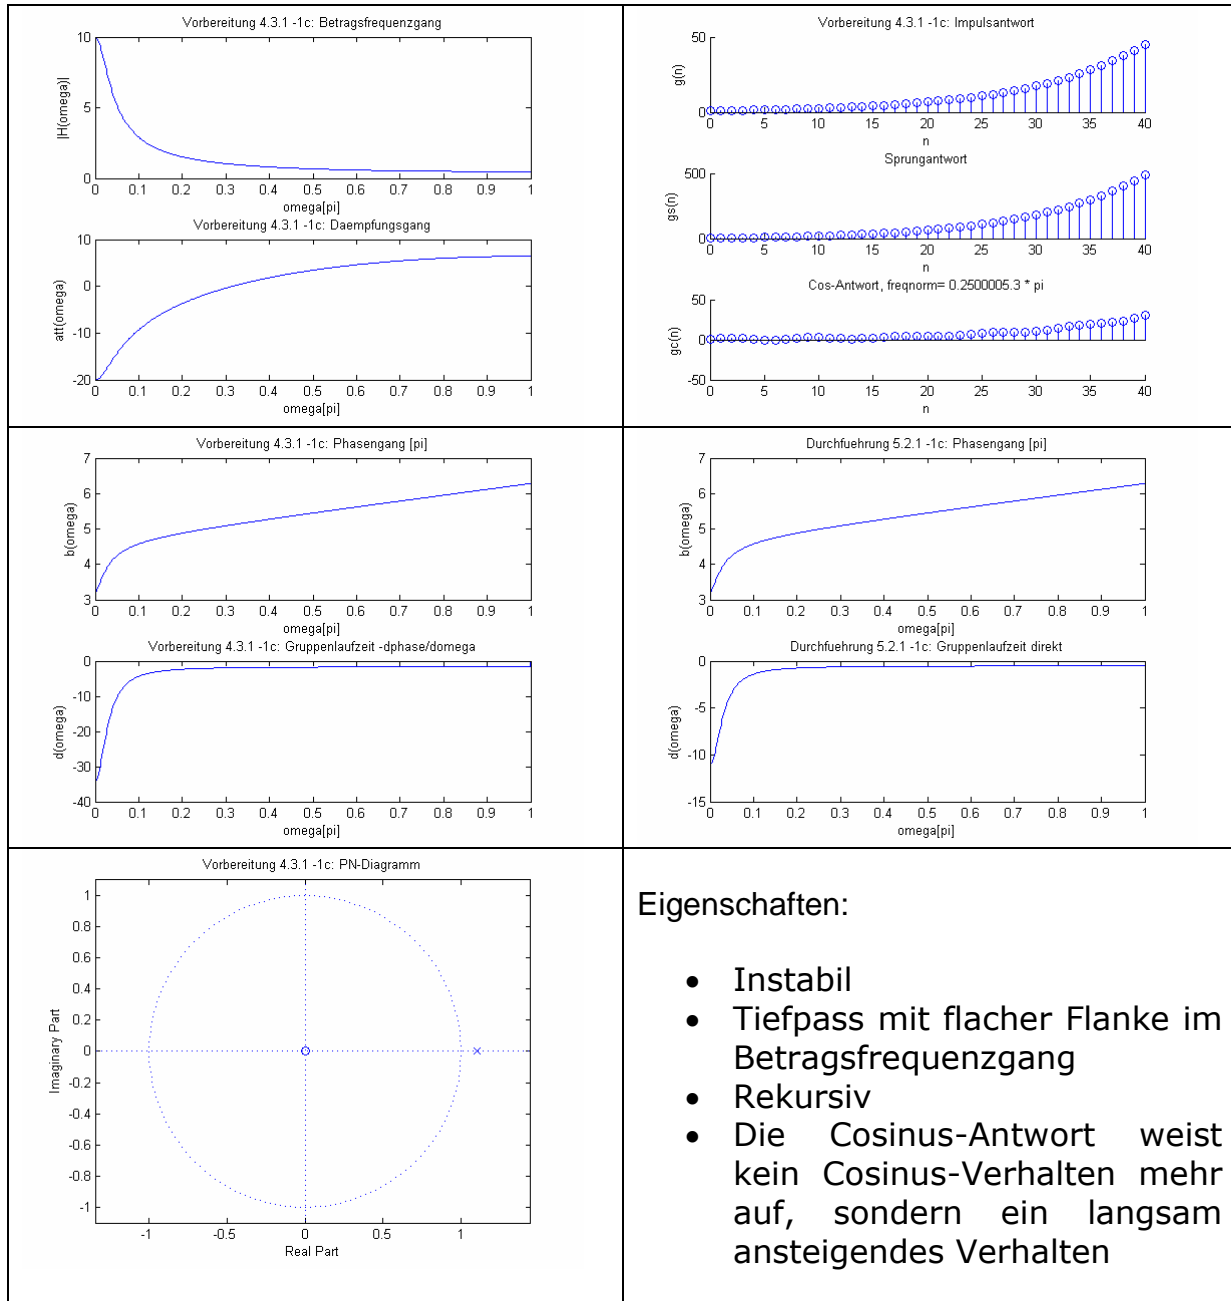 Vorbereitung 4.3.1 -1c: Betragsfrequenzgang
|H(omega)|
10
5
0
0 0.1 0.2 0.3 0.4 0.5 0.6 0.7 0.8 0.9 1
omega[pi]
Vorbereitung 4.3.1 -1c: Daempfungsgang
att(omega)
10
0
-10
-20
0 0.1 0.2 0.3 0.4 0.5 0.6 0.7 0.8 0.9 1
omega[pi]
Vorbereitung 4.3.1 -1c: Impulsantwort
g(n)
50
0
0 5 10 15 20 25 30 35 40
n
Sprungantwort
gs(n)
500
0
0 5 10 15 20 25 30 35 40
n
Cos-Antwort, freqnorm= 0.2500005.3 * pi
gc(n)
50
0
-50
0 5 10 15 20 25 30 35 40
n
Vorbereitung 4.3.1 -1c: Phasengang [pi]
b(omega)
7
6
5
4
3
0 0.1 0.2 0.3 0.4 0.5 0.6 0.7 0.8 0.9 1
omega[pi]
Vorbereitung 4.3.1 -1c: Gruppenlaufzeit -dphase/domega
d(omega)
0
-10
-20
-30
-40
0 0.1 0.2 0.3 0.4 0.5 0.6 0.7 0.8 0.9 1
omega[pi]
Durchfuehrung 5.2.1 -1c: Phasengang [pi]
b(omega)
7
6
5
4
3
0 0.1 0.2 0.3 0.4 0.5 0.6 0.7 0.8 0.9 1
omega[pi]
Durchfuehrung 5.2.1 -1c: Gruppenlaufzeit direkt
d(omega)
0
-5
-10
-15
0 0.1 0.2 0.3 0.4 0.5 0.6 0.7 0.8 0.9 1
omega[pi]
Vorbereitung 4.3.1 -1c: PN-Diagramm
Imaginary Part
1
0.8
0.6
0.4
0.2
0
-0.2
-0.4
-0.6
-0.8
-1
-1 -0.5 0 0.5 1
Real Part
Eigenschaften:
• Instabil
• Tiefpass mit flacher Flanke im
Betragsfrequenzgang
• Rekursiv
• Die Cosinus-Antwort weist
kein Cosinus-Verhalten mehr
auf, sondern ein langsam
ansteigendes Verhalten